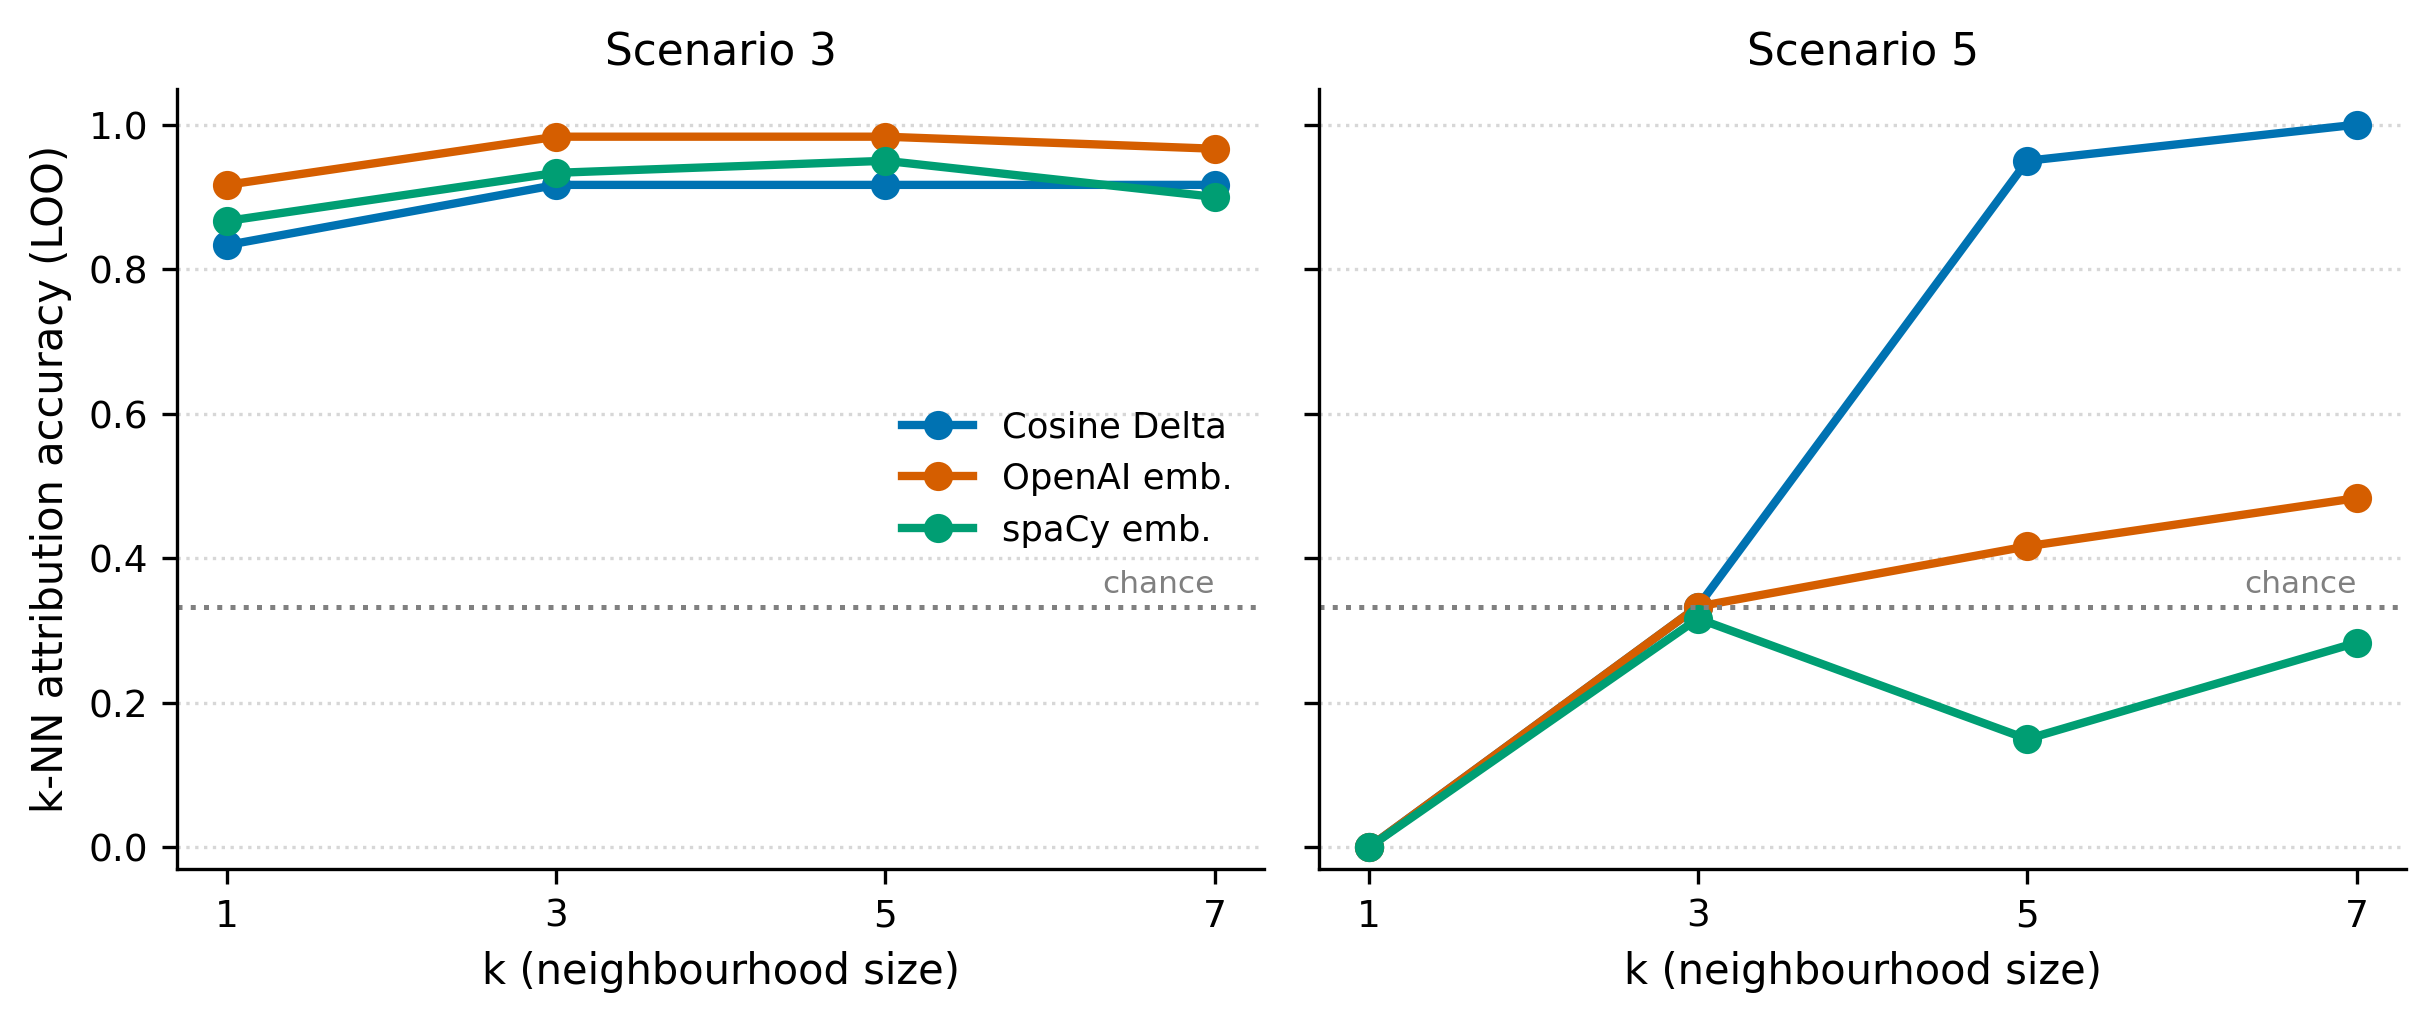 Scenario 3
k-NN attribution accuracy (LOO)
1.0
0.8
0.6
0.4
0.2
0.0
Cosine Delta
OpenAI emb.
spaCy emb.
chance
1 3 5 7
k (neighbourhood size)
Scenario 5
chance
1 3 5 7
k (neighbourhood size)